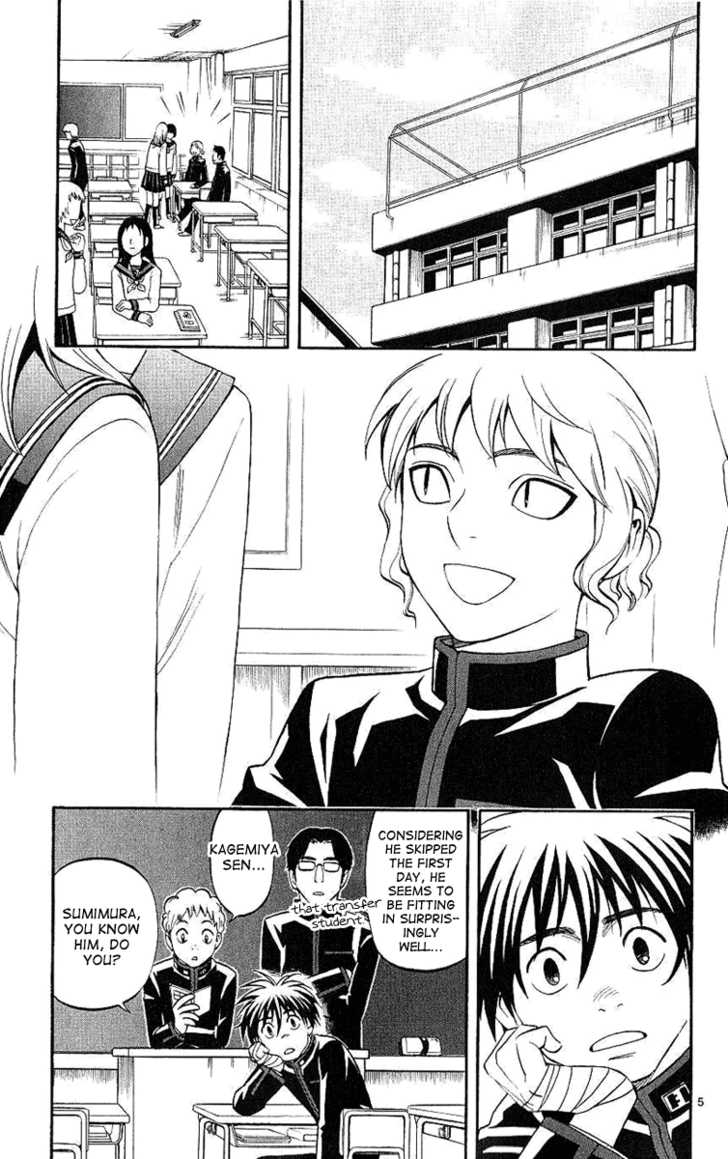 CONSIDERING
HE SKIPPED
THE FIRST
DAY, HE
SEEMS TO
BE FITTING
IN SURPRIS--
INGLY
WELL...
that transfer
student.
KAGEMIYA
SEN...
SUMIMURA,
YOU KNOW
HIM, DO
YOU?
5